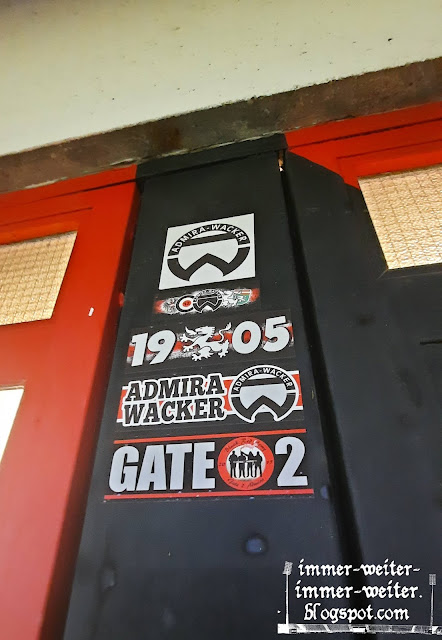 ADMIRA-WACKER
19 05
ADMIRA
WACKER
ADMIRA-WACKER
GATE 2
immer-weiter-
immer-weiter.
blogspot.com